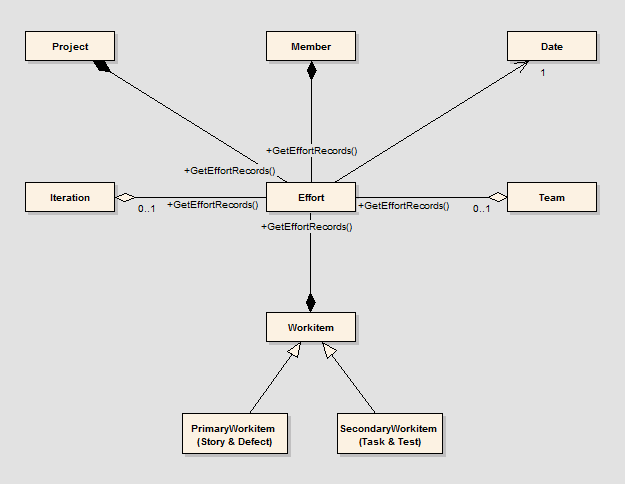 Project
Member
Date
1
+GetEffortRecords()
+GetEffortRecords()
Iteration
0..1
+GetEffortRecords()
Effort
+GetEffortRecords()
0..1
Team
+GetEffortRecords()
Workitem
PrimaryWorkitem
(Story & Defect)
SecondaryWorkitem
(Task & Test)